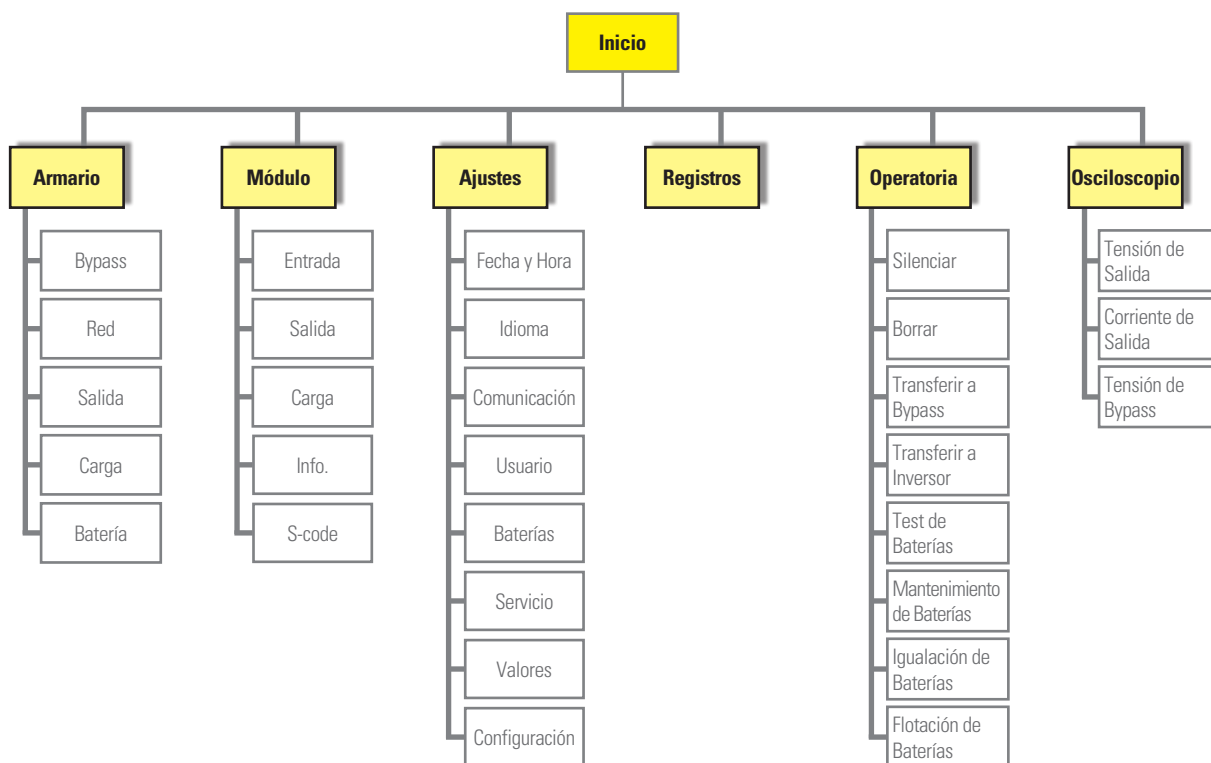 Inicio
Armario
Módulo
Ajustes
Registros
Operatoria
Osciloscopio
Bypass
Red
Salida
Carga
Batería
Entrada
Salida
Carga
Info.
S-code
Fecha y Hora
Idioma
Comunicación
Usuario
Baterías
Servicio
Valores
Configuración
Silenciar
Borrar
Transferir a
Bypass
Transferir a
Inversor
Test de
Baterías
Mantenimiento
de Baterías
Igualación de
Baterías
Flotación de
Baterías
Tensión de
Salida
Corriente de
Salida
Tensión de
Bypass